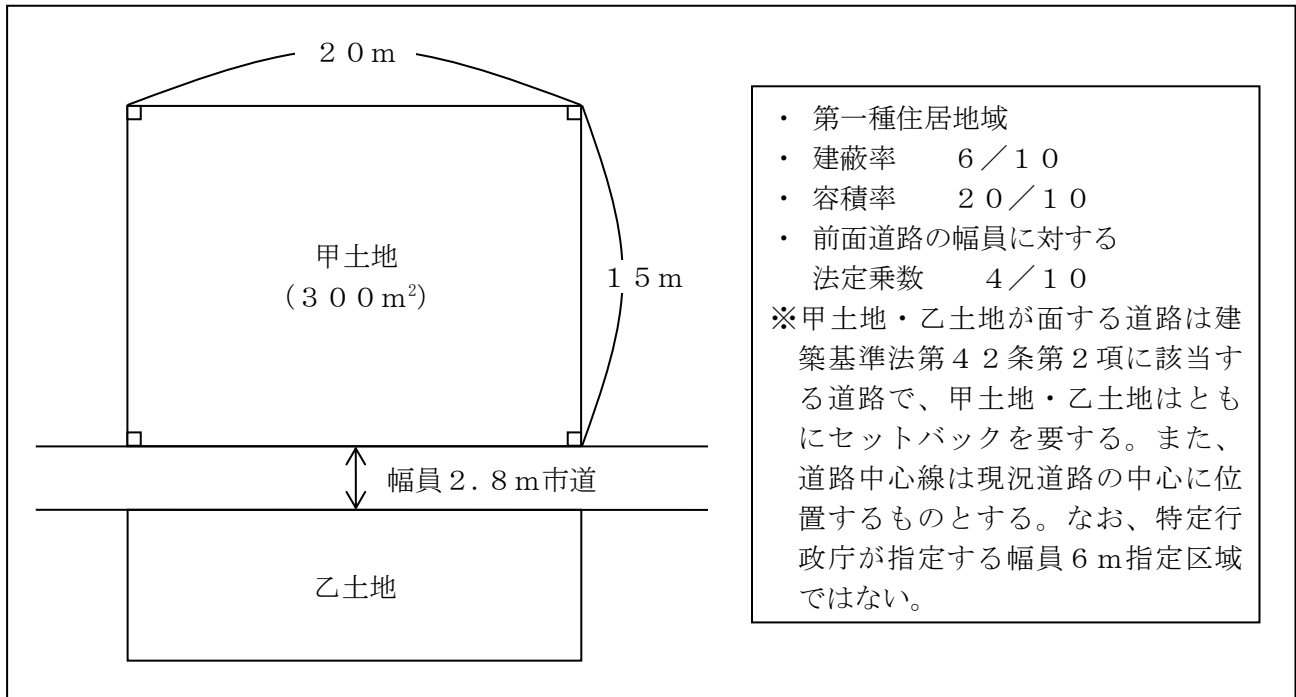 ２０ｍ
甲土地
（３００ｍ²）
１５ｍ
幅員２．８ｍ市道
乙土地
・ 第一種住居地域
・ 建蔽率　　６／１０
・ 容積率　　２０／１０
・ 前面道路の幅員に対する
法定乗数　　４／１０
※甲土地・乙土地が面する道路は建
築基準法第４２条第２項に該当す
る道路で、甲土地・乙土地はとも
にセットバックを要する。また、
道路中心線は現況道路の中心に位
置するものとする。なお、特定行
政庁が指定する幅員６ｍ指定区域
ではない。